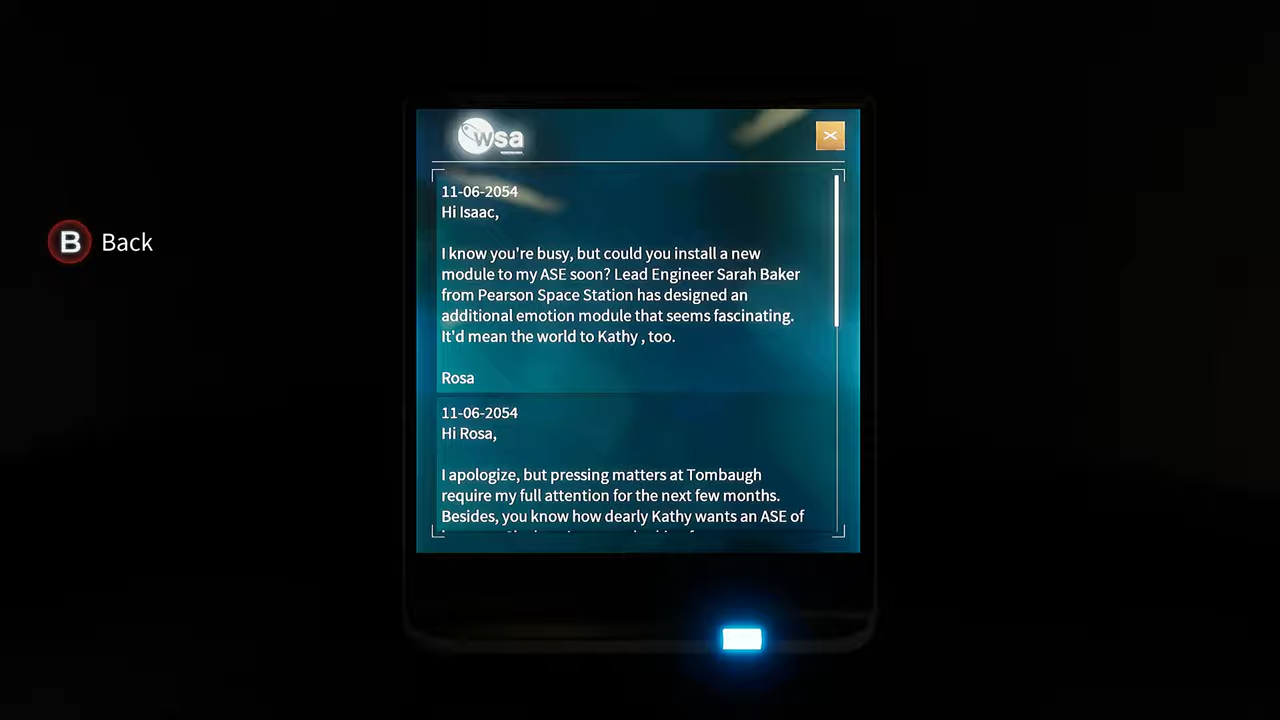 wsa
B Back
11-06-2054
Hi Isaac,
I know you're busy, but could you install a new
module to my ASE soon? Lead Engineer Sarah Baker
from Pearson Space Station has designed an
additional emotion module that seems fascinating.
It'd mean the world to Kathy , too.
Rosa
11-06-2054
Hi Rosa,
I apologize, but pressing matters at Tombaugh
require my full attention for the next few months.
Besides, you know how dearly Kathy wants an ASE of